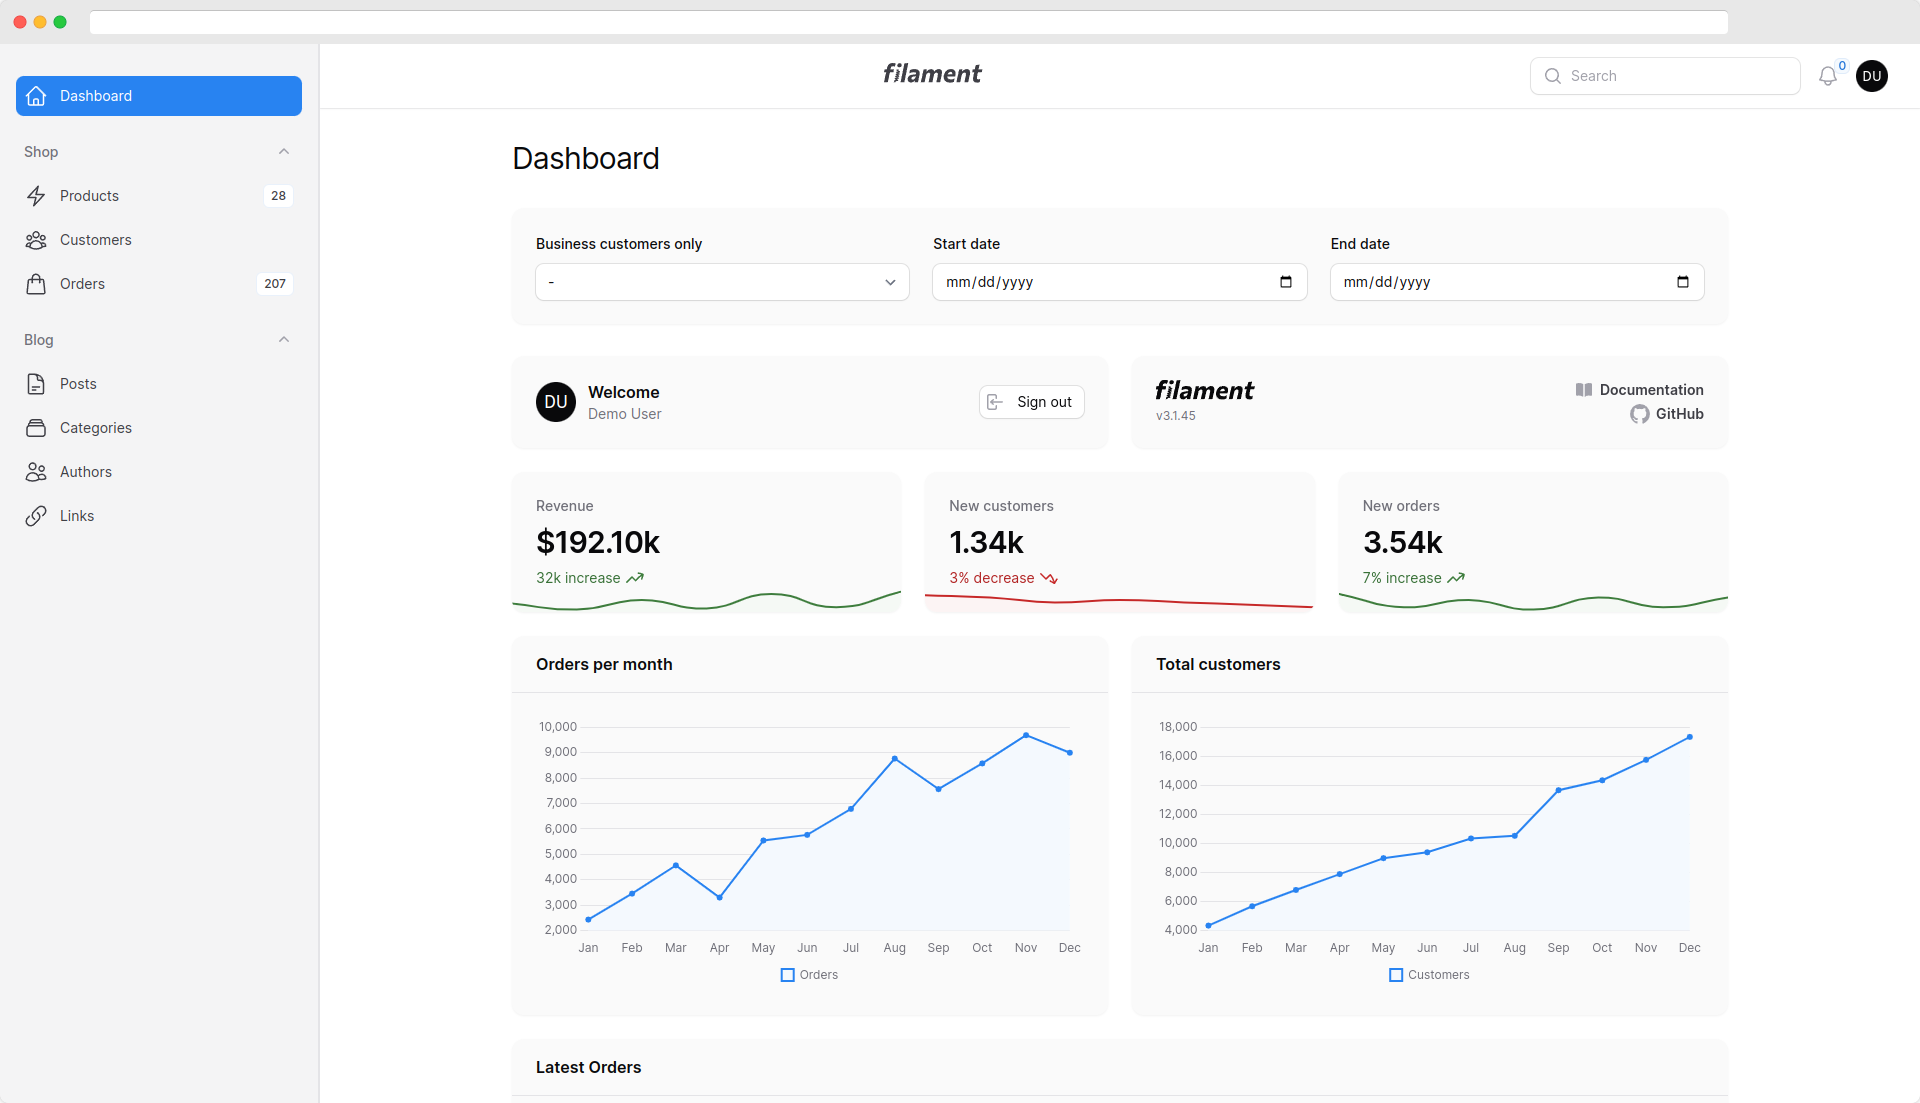 filament
Search
0
DU
Dashboard
Shop
Products
28
Customers
Orders
207
Blog
Posts
Categories
Authors
Links
Dashboard
Business customers only
Start date
End date
-
mm/dd/yyyy
mm/dd/yyyy
DU
Welcome
Demo User
Sign out
filament
v3.1.45
Documentation
GitHub
Revenue
$192.10k
32k increase
New customers
1.34k
3% decrease
New orders
3.54k
7% increase
Orders per month
10,000
9,000
8,000
7,000
6,000
5,000
4,000
3,000
2,000
Jan Feb Mar Apr May Jun Jul Aug Sep Oct Nov Dec
Orders
Total customers
18,000
16,000
14,000
12,000
10,000
8,000
6,000
4,000
Jan Feb Mar Apr May Jun Jul Aug Sep Oct Nov Dec
Customers
Latest Orders